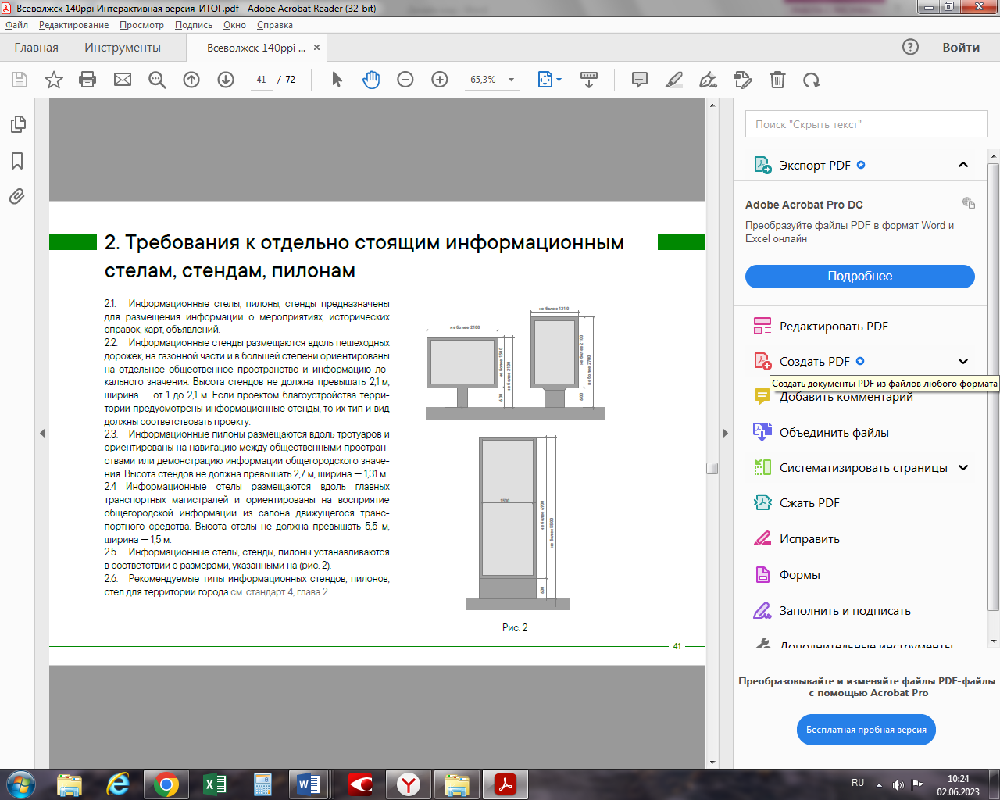 Всеволжск 140ppi Интерактивная версия_ИТОГ.pdf - Adobe Acrobat Reader (32-bit)
Файл Редактирование Просмотр Подпись Окно Справка
Главная Инструменты Всеволжск 140ppi ... × ? Войти
41 / 72 65,3%
2. Требования к отдельно стоящим информационным
стелам, стендам, пилонам
2.1. Информационные стелы, пилоны, стенды предназначены
для размещения информации о мероприятиях, исторических
справок, карт, объявлений.
2.2. Информационные стенды размещаются вдоль пешеходных
дорожек, на газонной части и в большей степени ориентированы
на отдельное общественное пространство и информацию ло-
кального значения. Высота стендов не должна превышать 2,1 м,
ширина — от 1 до 2,1 м. Если проектом благоустройства терри-
тории предусмотрены информационные стенды, то их тип и вид
должны соответствовать проекту.
2.3. Информационные пилоны размещаются вдоль тротуаров и
ориентированы на навигацию между общественными простран-
ствами или демонстрацию информации общегородского значе-
ния. Высота стендов не должна превышать 2,7 м, ширина — 1,31 м
2.4 Информационные стелы размещаются вдоль главных
транспортных магистралей и ориентированы на восприятие
общегородской информации из салона движущегося транс-
портного средства. Высота стелы не должна превышать 5,5 м,
ширина — 1,5 м.
2.5. Информационные стелы, стенды, пилоны устанавливаются
в соответствии с размерами, указанными на (рис. 2).
2.6. Рекомендуемые типы информационных стендов, пилонов,
стел для территории города см. стандарт 4, глава 2.
не более 2100
не более 1500
не более 2100
600
не более 1310
не более 2100
не более 2700
600
1500
не более 4900
не более 5500
600
Рис. 2
41
Поиск "Скрыть текст"
Экспорт PDF
Adobe Acrobat Pro DC
Преобразуйте файлы PDF в формат Word и
Excel онлайн
Подробнее
Редактировать PDF
Создать PDF
Создать документы PDF из файлов любого формата
Добавить комментарий
Объединить файлы
Систематизировать страницы
Сжать PDF
Исправить
Формы
Заполнить и подписать
Дополнительные инструменты
Преобразовывайте и изменяйте файлы PDF-файлы
с помощью Acrobat Pro
Бесплатная пробная версия
RU
10:24
02.06.2023